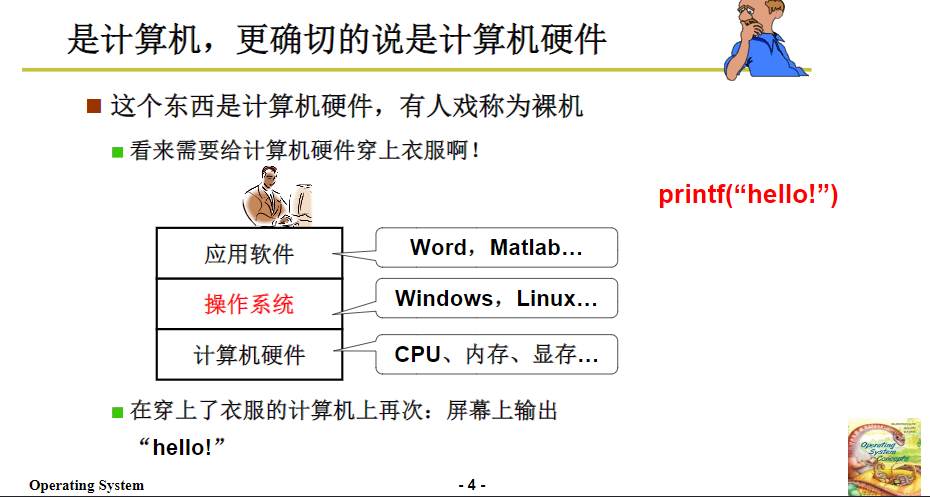 是计算机，更确切的说是计算机硬件
这个东西是计算机硬件，有人戏称为裸机
看来需要给计算机硬件穿上衣服啊！
printf(“hello!”)
应用软件
Word，Matlab…
操作系统
Windows，Linux…
计算机硬件
CPU、内存、显存…
在穿上了衣服的计算机上再次：屏幕上输出
“hello!”
Operating System
- 4 -
Operating
System
Concepts